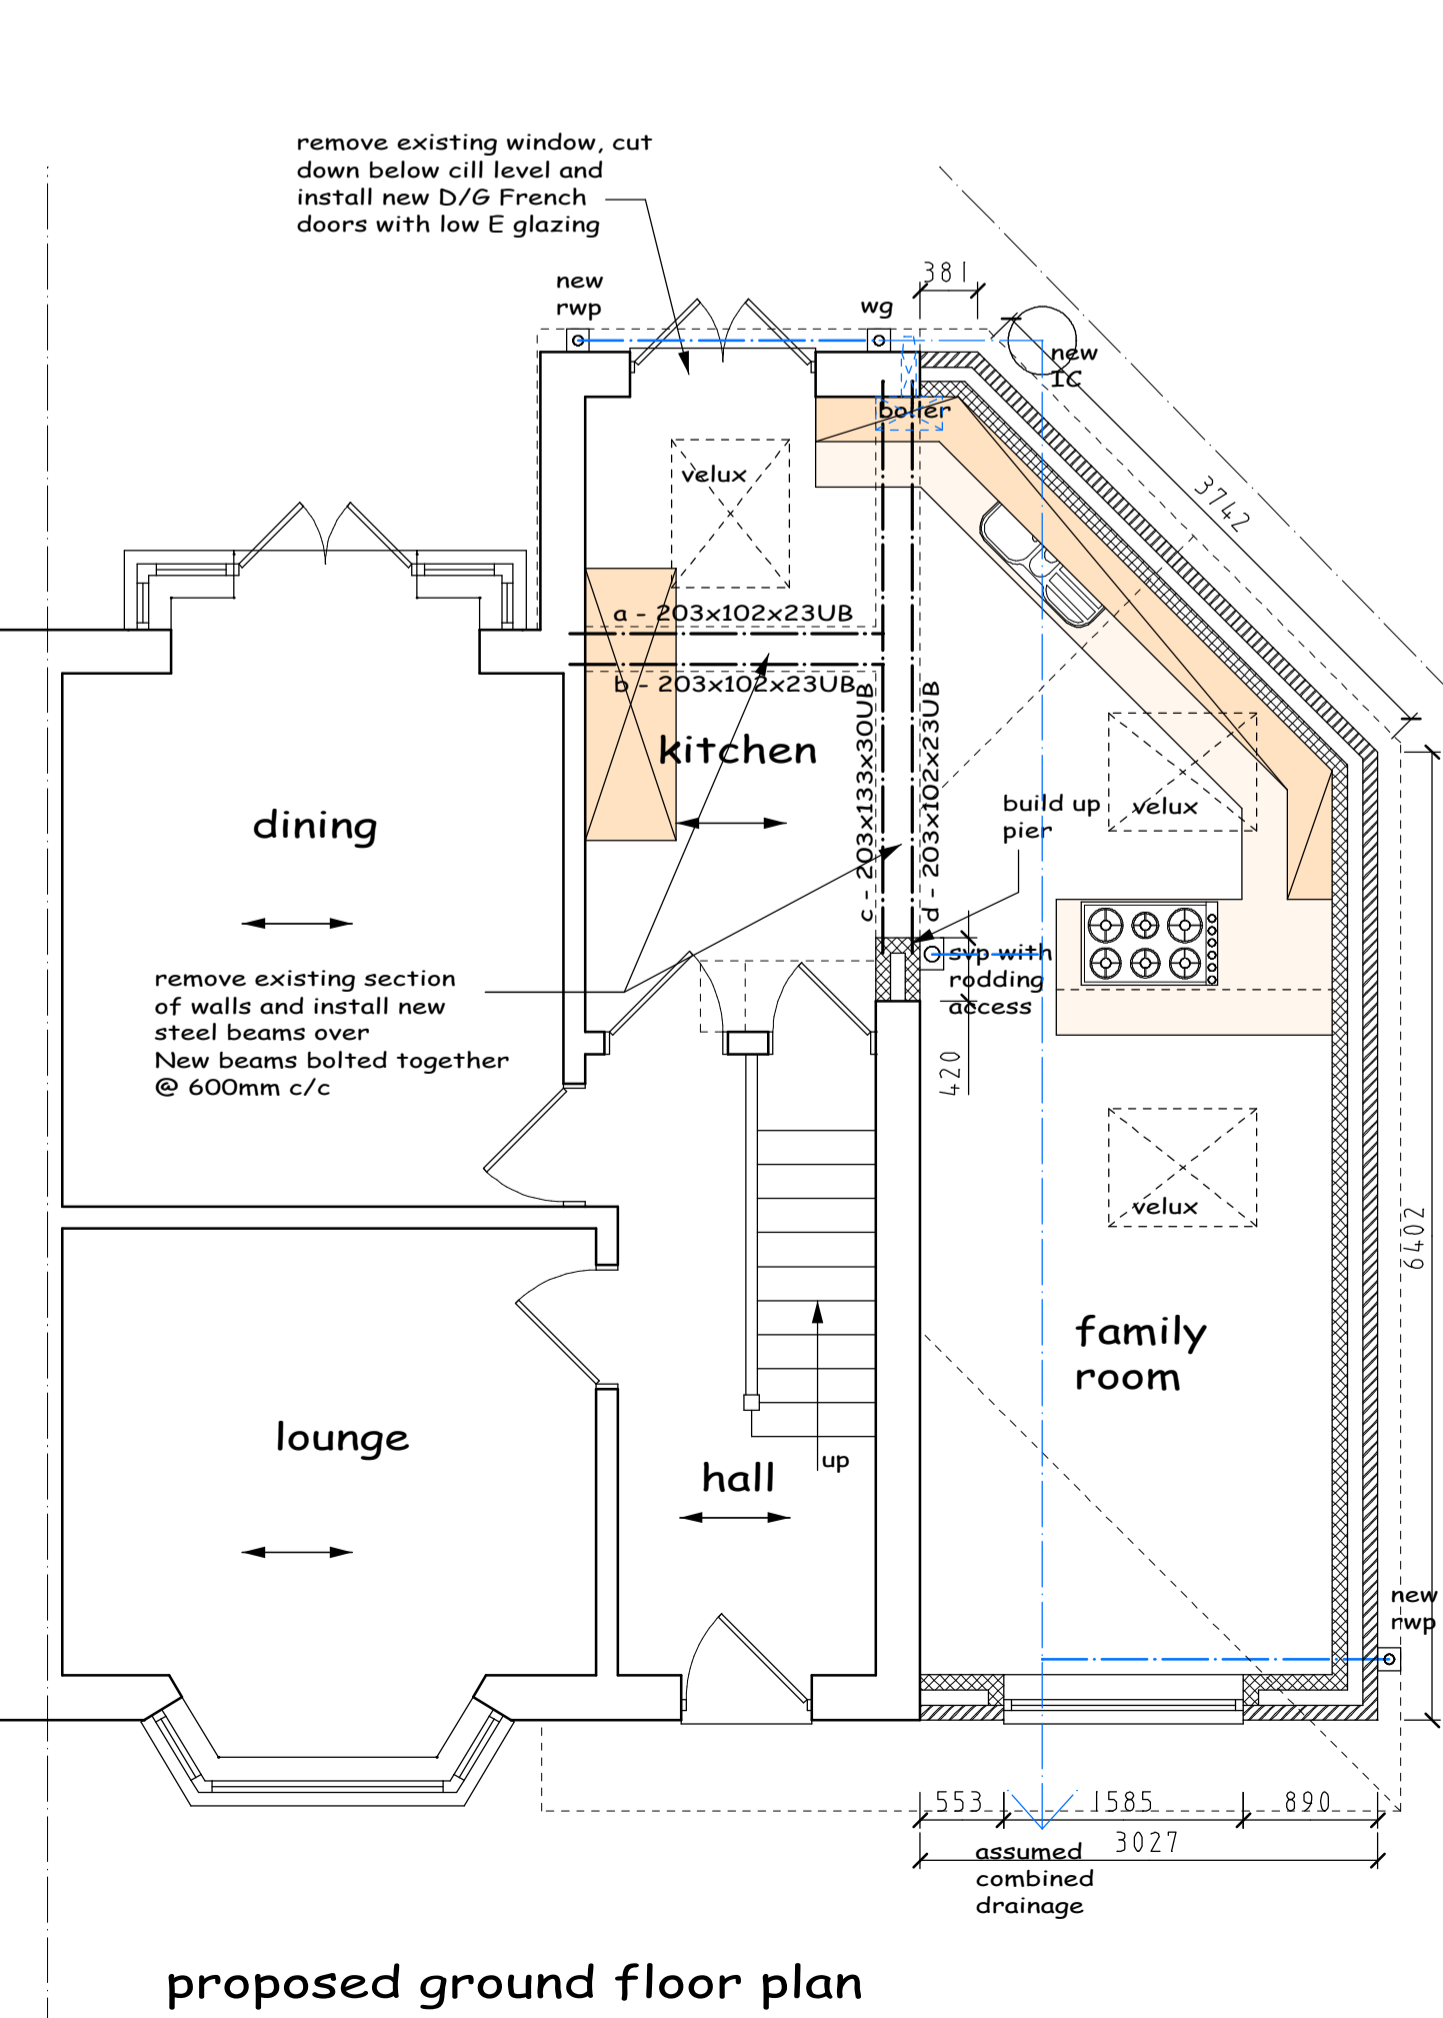 remove existing window, cut
down below cill level and
install new D/G French
doors with low E glazing
new
rwp
wg
381
new
IC
boiler
velux
3742
a - 203x102x23UB
b - 203x102x23UB
c - 203x133x30UB
d - 203x102x23UB
kitchen
dining
build up
pier
velux
svp with
rodding
access
420
remove existing section
of walls and install new
steel beams over
New beams bolted together
@ 600mm c/c
velux
6402
family
room
lounge
hall
up
new
rwp
553
1585
890
3027
assumed
combined
drainage
proposed ground floor plan